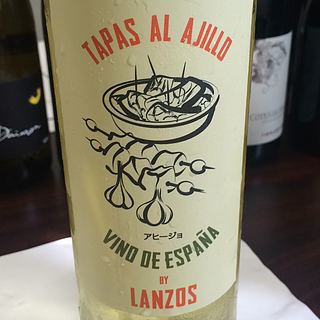 TAPAS AL AJILLO
アヒージョ
VINO DE ESPAÑA
BY
LANZOS